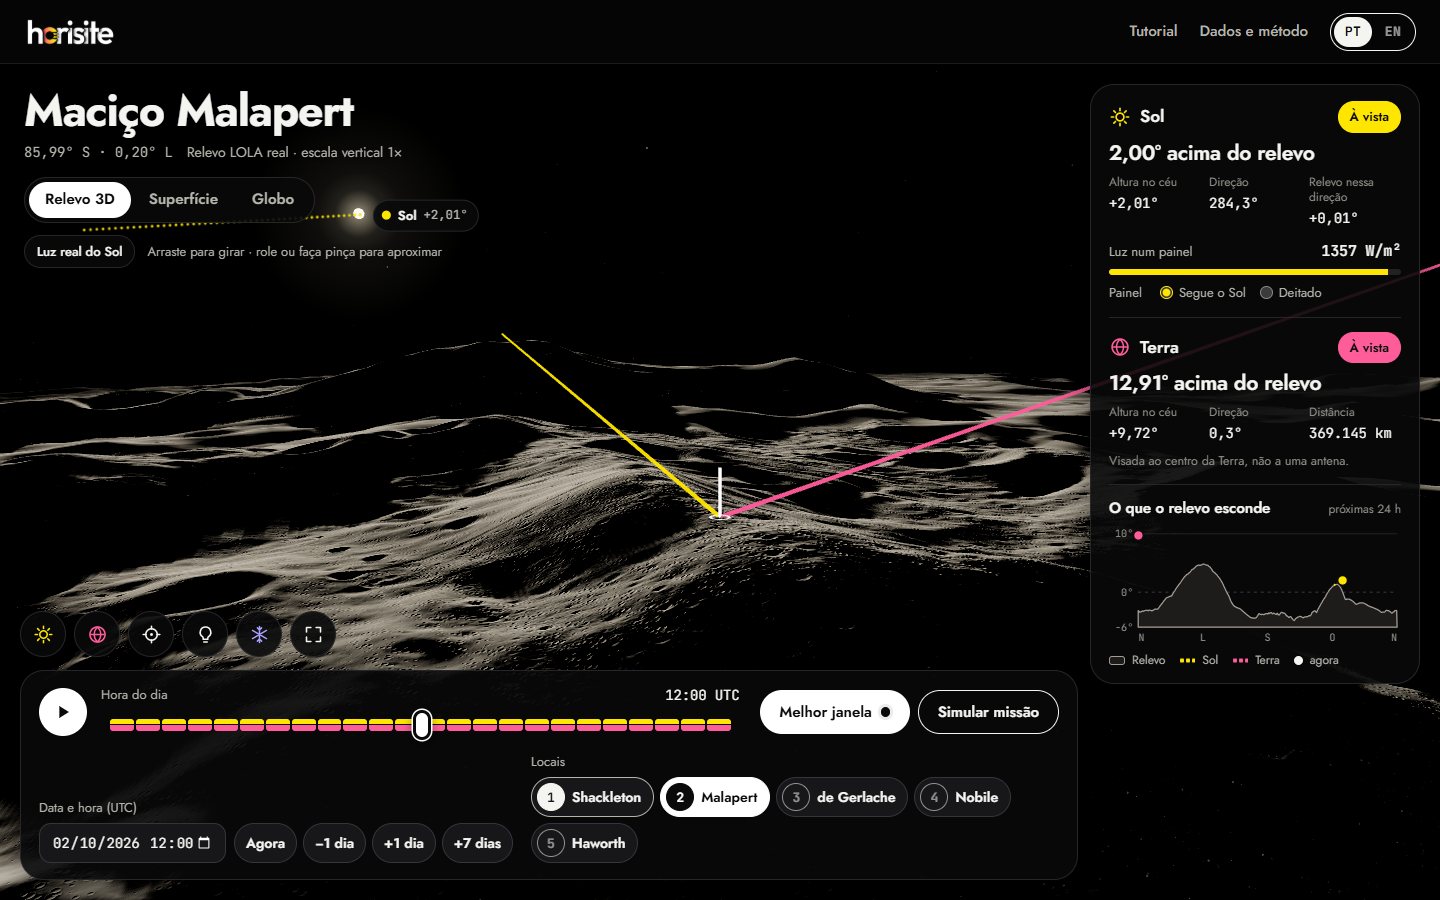 horisite
Tutorial
Dados e método
PT
EN
Maciço Malapert
85,99° S · 0,20° L Relevo LOLA real · escala vertical 1×
Relevo 3D
Superfície
Globo
Sol +2,01°
Luz real do Sol
Arraste para girar · role ou faça pinça para aproximar
Sol
À vista
2,00° acima do relevo
Altura no céu
Direção
Relevo nessa
direção
+2,01°
284,3°
+0,01°
Luz num painel
1357 W/m²
Painel
Segue o Sol
Deitado
Terra
À vista
12,91° acima do relevo
Altura no céu
Direção
Distância
+9,72°
0,3°
369.145 km
Visada ao centro da Terra, não a uma antena.
O que o relevo esconde
próximas 24 h
10°
0°
-6°
N
L
S
O
N
Relevo
Sol
Terra
agora
Hora do dia
12:00 UTC
Melhor janela
Simular missão
Locais
1 Shackleton
2 Malapert
3 de Gerlache
4 Nobile
5 Haworth
Data e hora (UTC)
02/10/2026 12:00
Agora
−1 dia
+1 dia
+7 dias